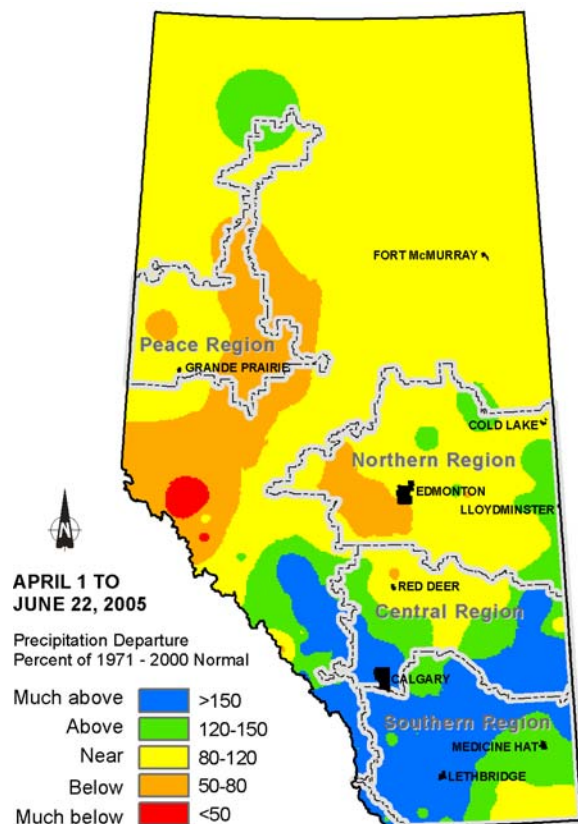 FORT McMURRAY
Peace Region
GRANDE PRAIRIE
COLD LAKE
Northern Region
EDMONTON
LLOYDMINSTER
N
APRIL 1 TO
JUNE 22, 2005
RED DEER
Central Region
Precipitation Departure
Percent of 1971 - 2000 Normal
CALGARY
Much above >150
Above 120-150
Southern Region
Near 80-120
MEDICINE HAT
Below 50-80
LETHBRIDGE
Much below <50